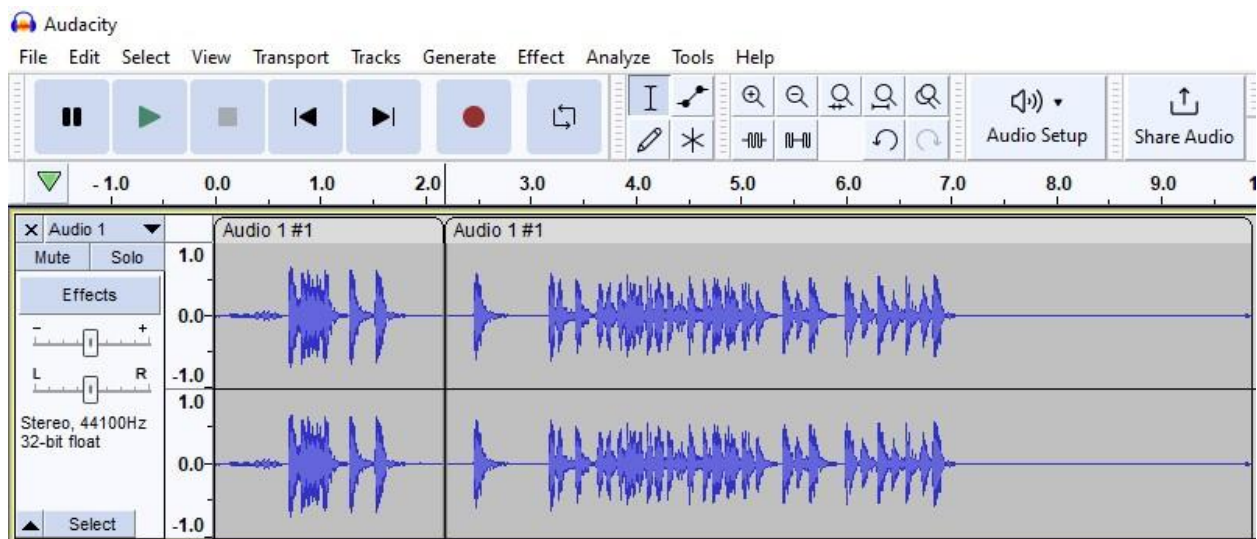 Audacity
File Edit Select View Transport Tracks Generate Effect Analyze Tools Help
Audio Setup
Share Audio
- 1.0 0.0 1.0 2.0 3.0 4.0 5.0 6.0 7.0 8.0 9.0 1
× Audio 1
Audio 1 #1 Audio 1 #1
Mute Solo
Effects
- +
L R
Stereo, 44100Hz
32-bit float
Select
1.0
0.0
-1.0
1.0
0.0
-1.0